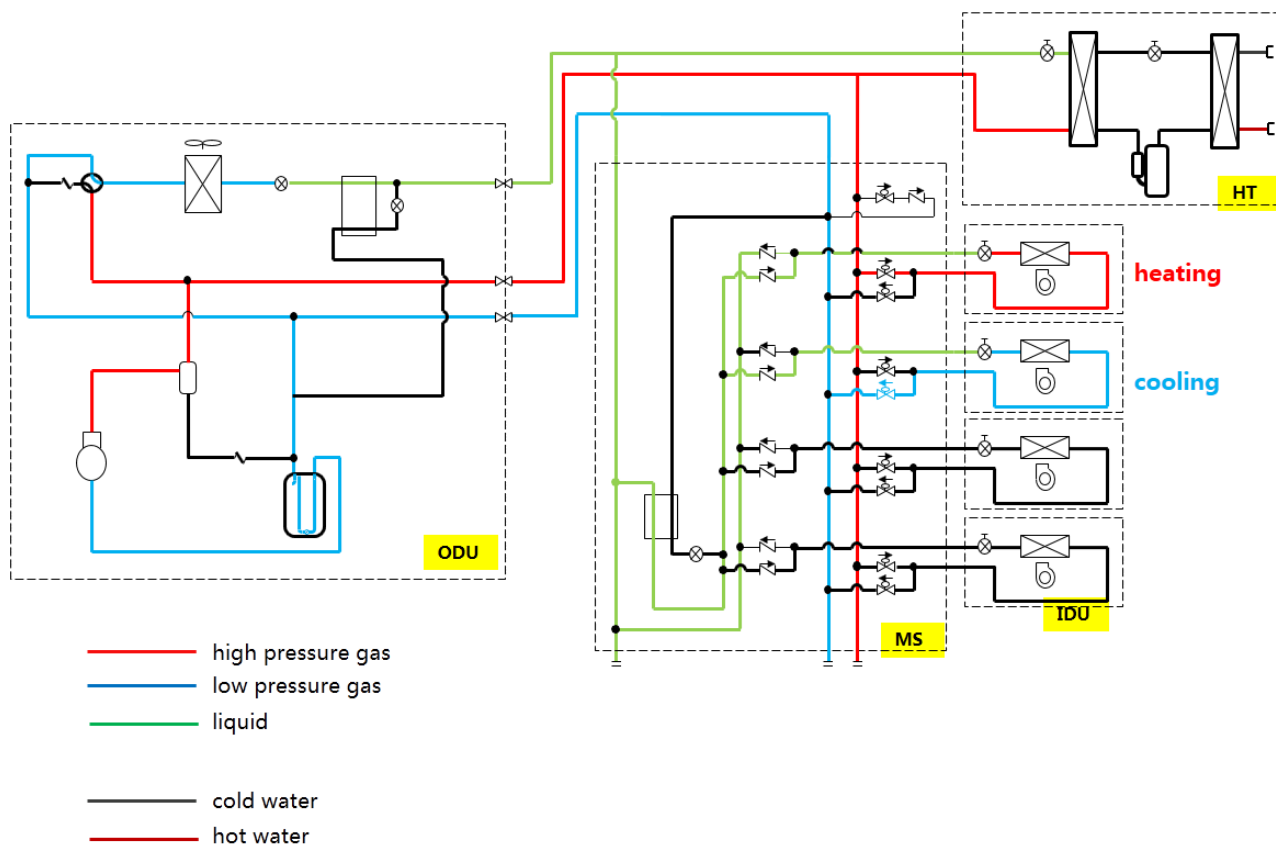 HT
heating
cooling
ODU
IDU
MS
high pressure gas
low pressure gas
liquid
cold water
hot water